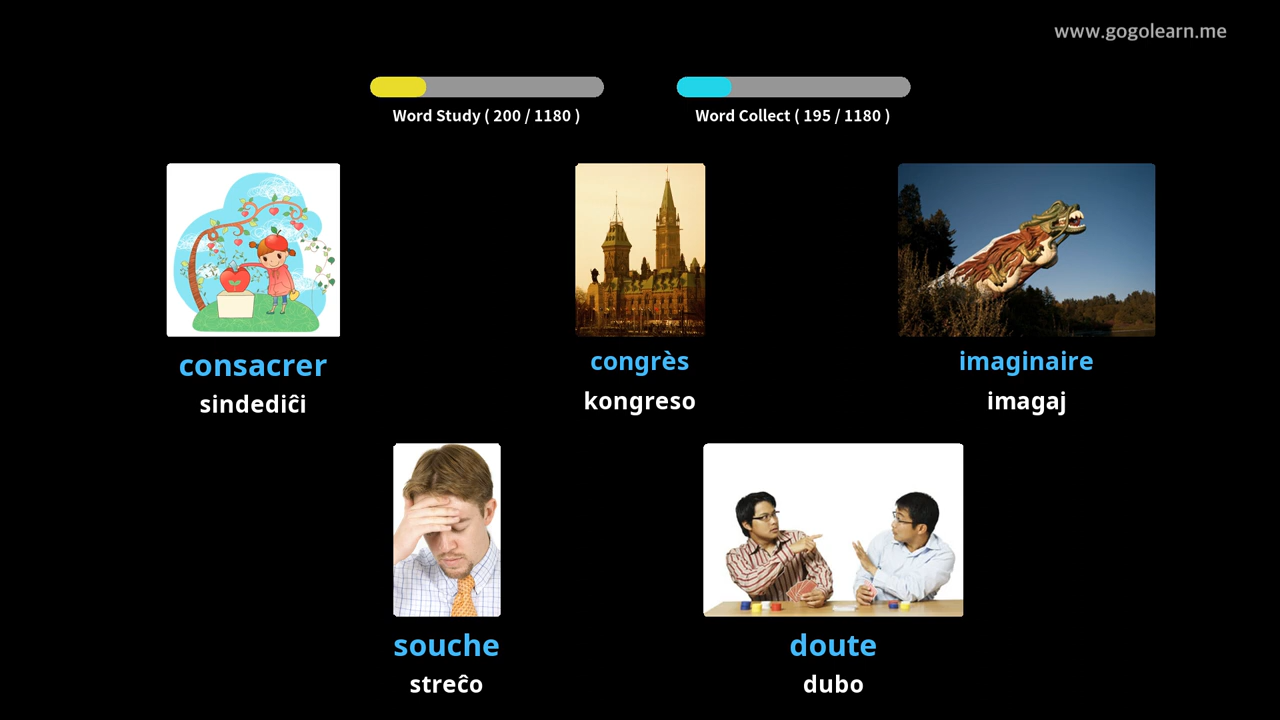 www.gogolearn.me
Word Study ( 200 / 1180 )
Word Collect ( 195 / 1180 )
consacrer
sindediĉi
congrès
kongreso
imaginaire
imagaj
souche
streĉo
doute
dubo